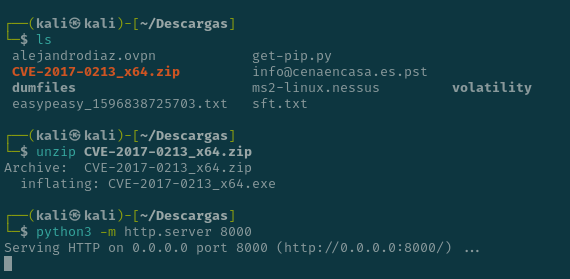 ┌──(kali㉿kali)-[~/Descargas]
└─$ ls
alejandrodiaz.ovpn get-pip.py
CVE-2017-0213_x64.zip info@cenaencasa.es.pst
dumfiles ms2-linux.nessus volatility
easypeasy_1596838725703.txt sft.txt
┌──(kali㉿kali)-[~/Descargas]
└─$ unzip CVE-2017-0213_x64.zip
Archive:  CVE-2017-0213_x64.zip
  inflating: CVE-2017-0213_x64.exe
┌──(kali㉿kali)-[~/Descargas]
└─$ python3 -m http.server 8000
Serving HTTP on 0.0.0.0 port 8000 (http://0.0.0.0:8000/) ...